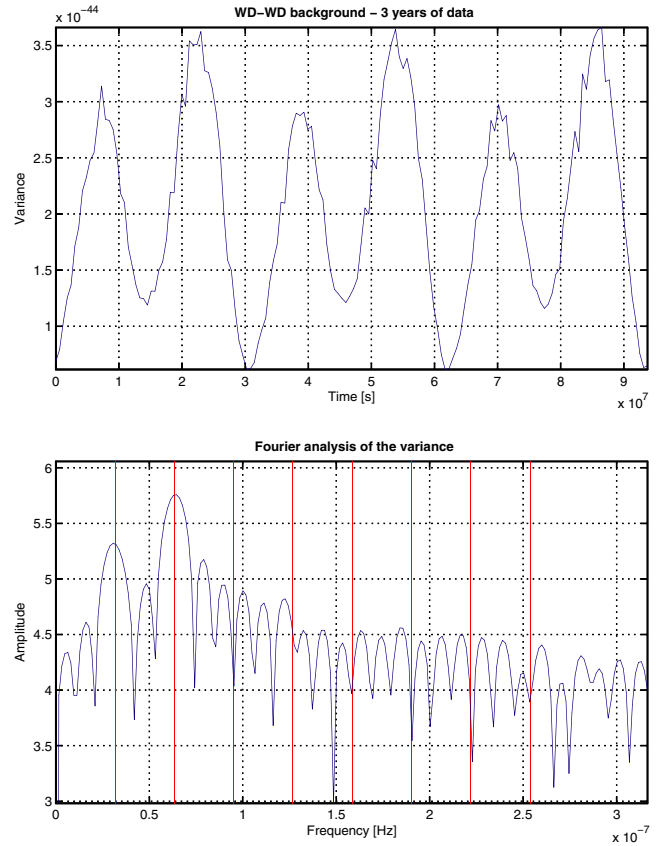 WD−WD background − 3 years of data
x 10−44
3.5
3
2.5
2
1.5
1
Variance
0 1 2 3 4 5 6 7 8 9
Time [s]
x 10 7
Fourier analysis of the variance
6
5.5
5
4.5
4
3.5
3
Amplitude
0 0.5 1 1.5 2 2.5 3
Frequency [Hz]
x 10−7